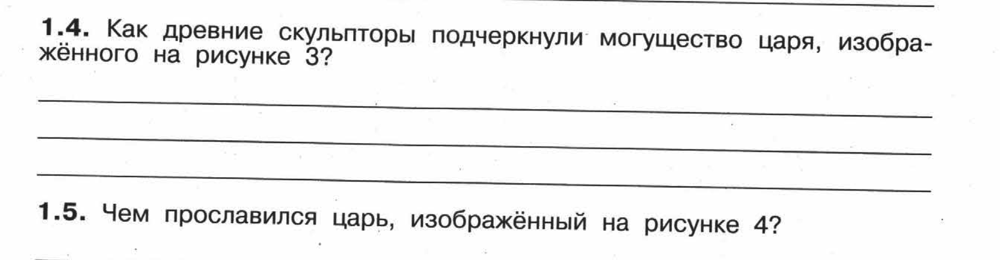 1.4. Как древние скульпторы подчеркнули могущество царя, изобра-
жённого на рисунке 3?
1.5. Чем прославился царь, изображённый на рисунке 4?